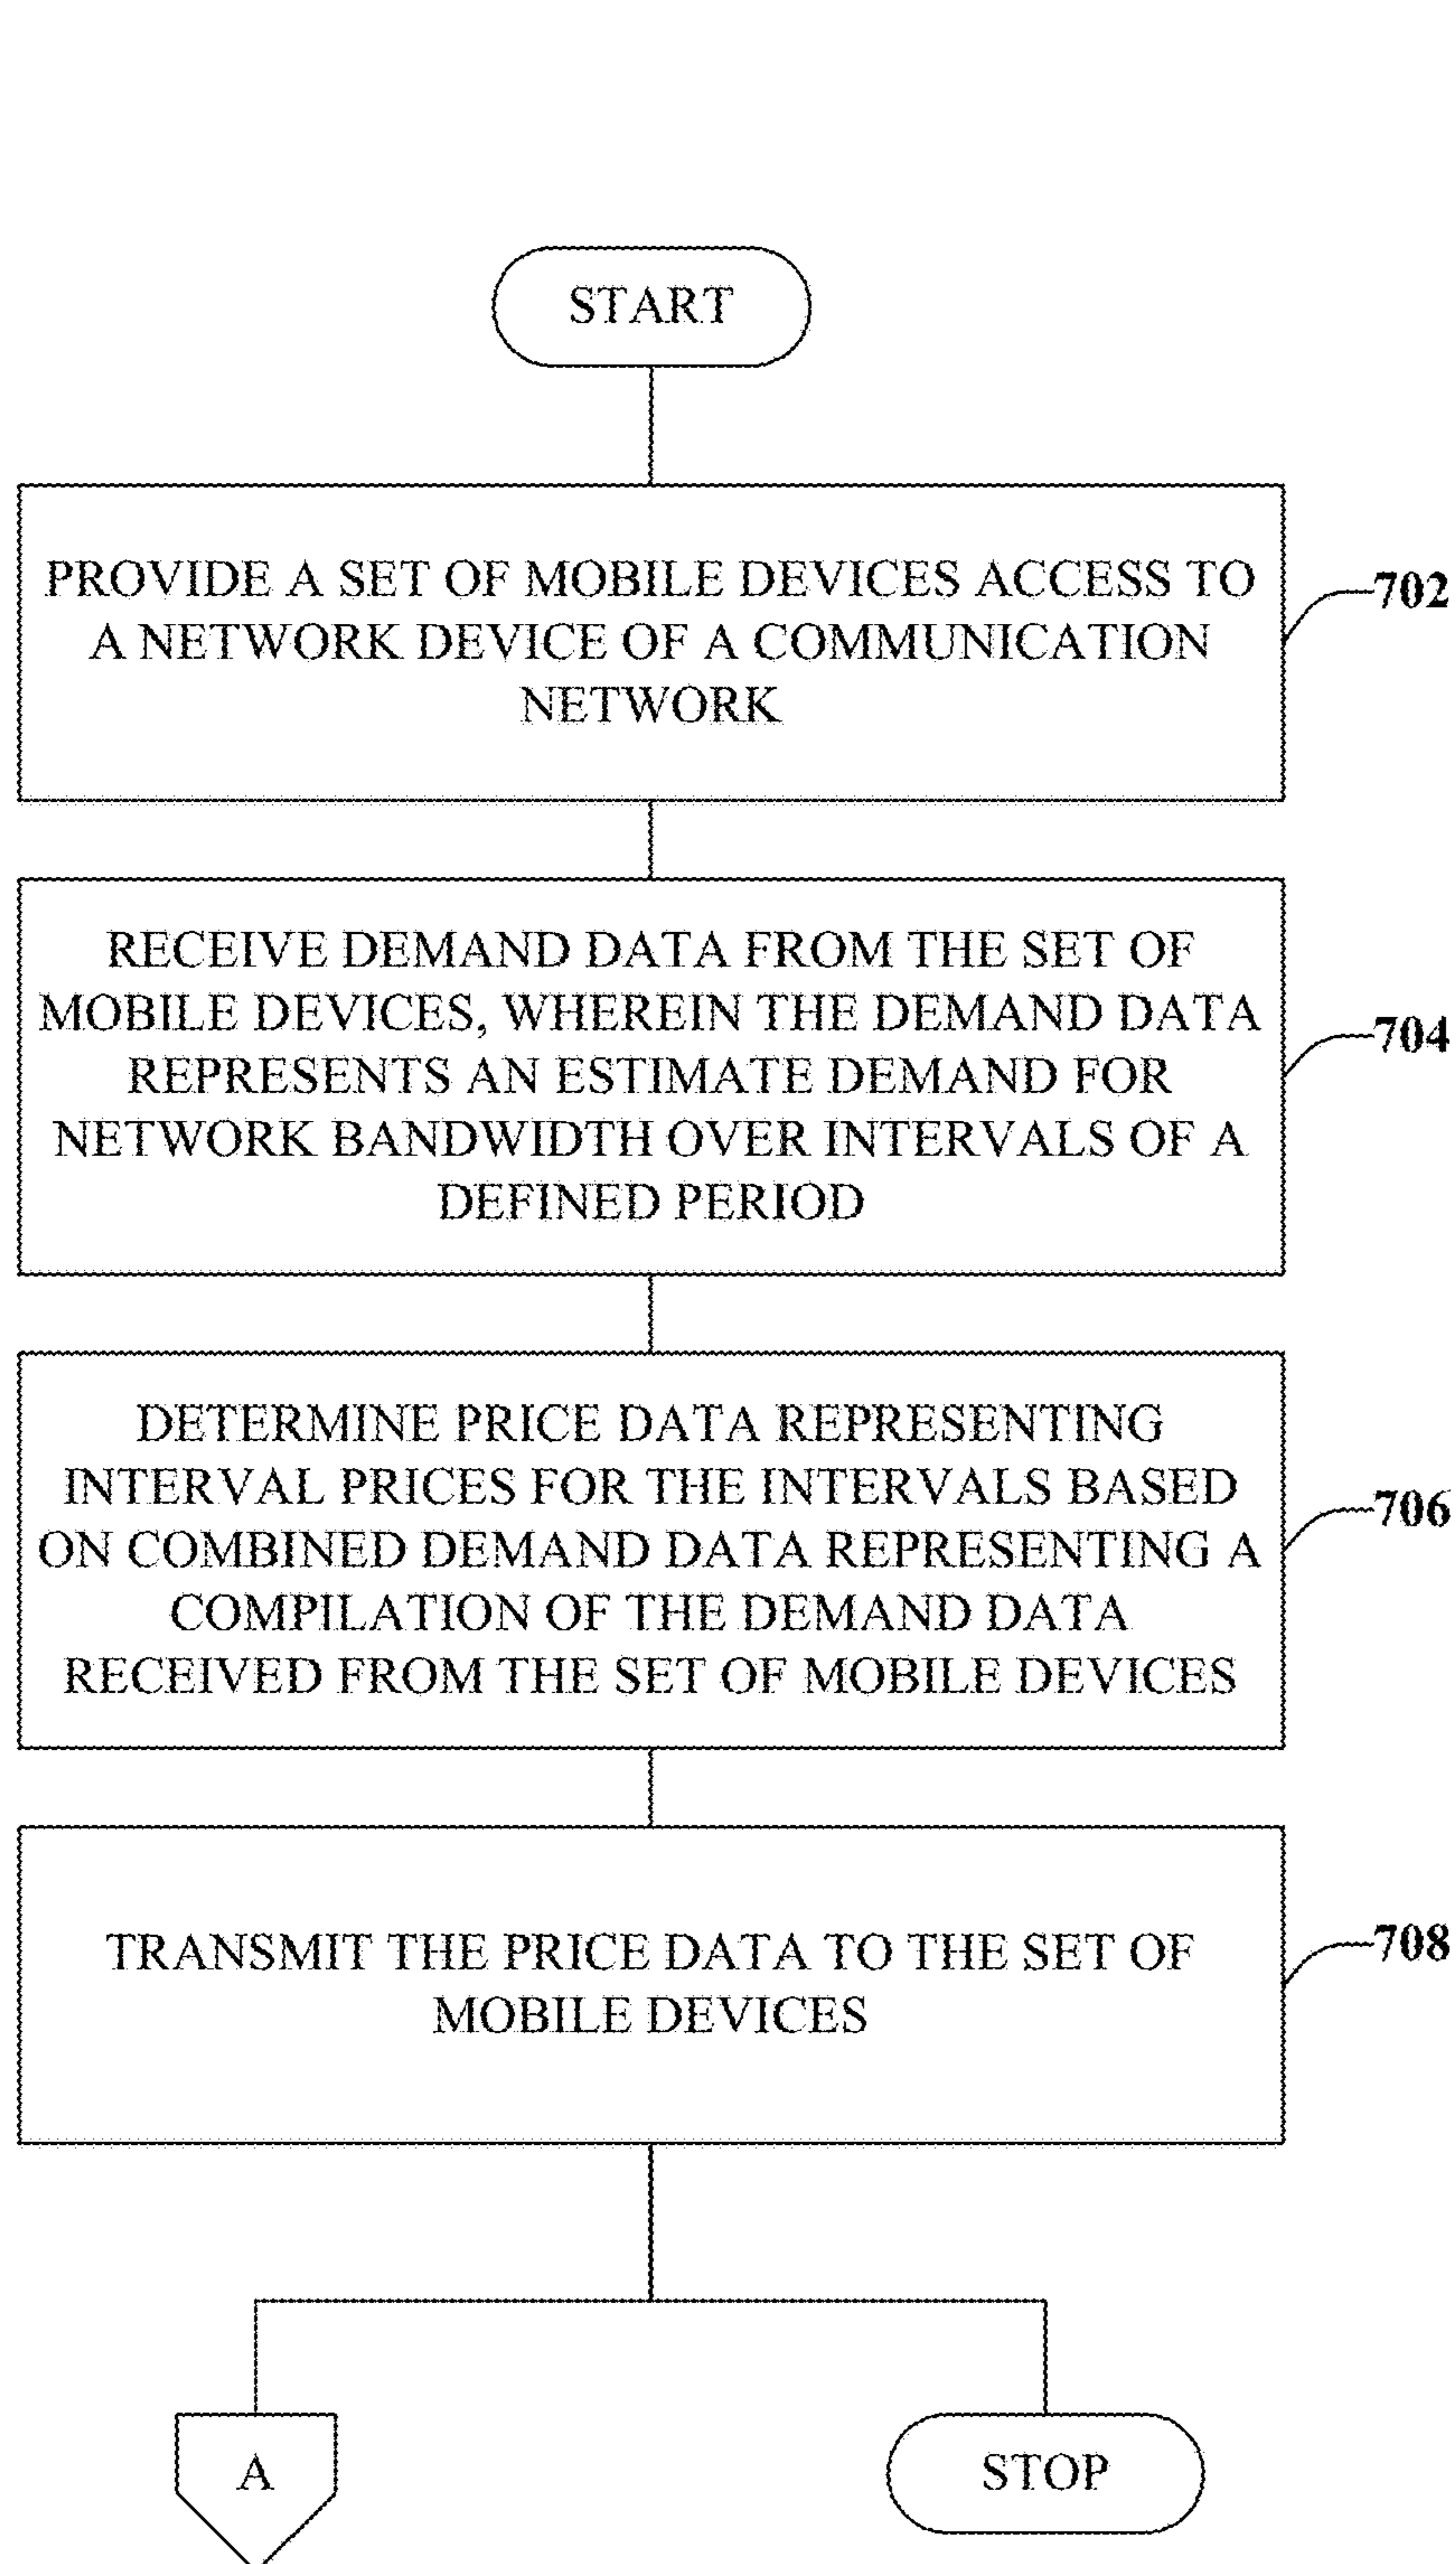 START
PROVIDE A SET OF MOBILE DEVICES ACCESS TO
A NETWORK DEVICE OF A COMMUNICATION
NETWORK
702
RECEIVE DEMAND DATA FROM THE SET OF
MOBILE DEVICES, WHEREIN THE DEMAND DATA
REPRESENTS AN ESTIMATE DEMAND FOR
NETWORK BANDWIDTH OVER INTERVALS OF A
DEFINED PERIOD
704
DETERMINE PRICE DATA REPRESENTING
INTERVAL PRICES FOR THE INTERVALS BASED
ON COMBINED DEMAND DATA REPRESENTING A
COMPILATION OF THE DEMAND DATA
RECEIVED FROM THE SET OF MOBILE DEVICES
706
TRANSMIT THE PRICE DATA TO THE SET OF
MOBILE DEVICES
708
A
STOP